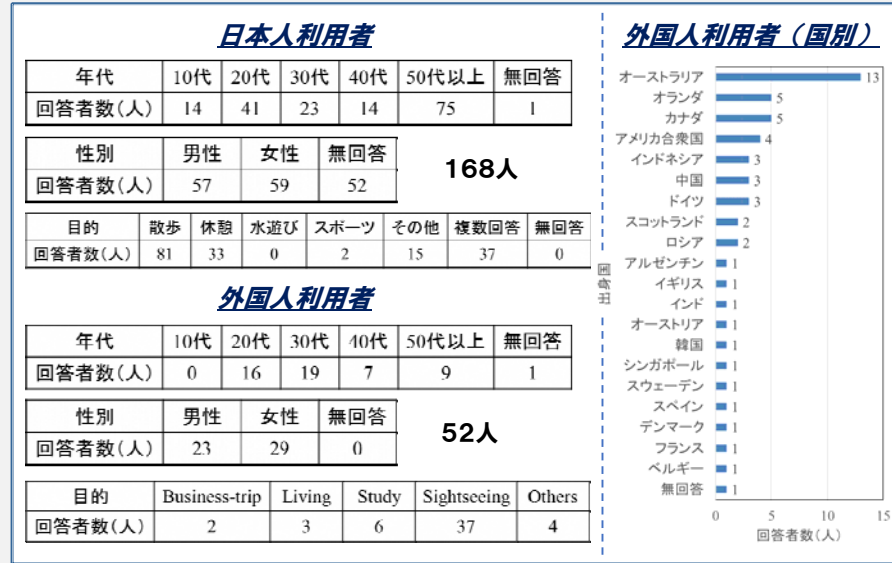 日本人利用者
年代 10代 20代 30代 40代 50代以上 無回答
回答者数(人) 14 41 23 14 75 1
性別 男性 女性 無回答
回答者数(人) 57 59 52
168人
目的 散歩 休憩 水遊び スポーツ その他 複数回答 無回答
回答者数(人) 81 33 0 2 15 37 0
外国人利用者
年代 10代 20代 30代 40代 50代以上 無回答
回答者数(人) 0 16 19 7 9 1
性別 男性 女性 無回答
回答者数(人) 23 29 0
52人
目的 Business-trip Living Study Sightseeing Others
回答者数(人) 2 3 6 37 4
外国人利用者(国別)
出身国
オーストラリア 13
オランダ 5
カナダ 5
アメリカ合衆国 4
インドネシア 3
中国 3
ドイツ 3
スコットランド 2
ロシア 2
アルゼンチン 1
イギリス 1
インド 1
オーストリア 1
韓国 1
シンガポール 1
スウェーデン 1
スペイン 1
デンマーク 1
フランス 1
ベルギー 1
無回答 1
0 5 10 15
回答者数(人)